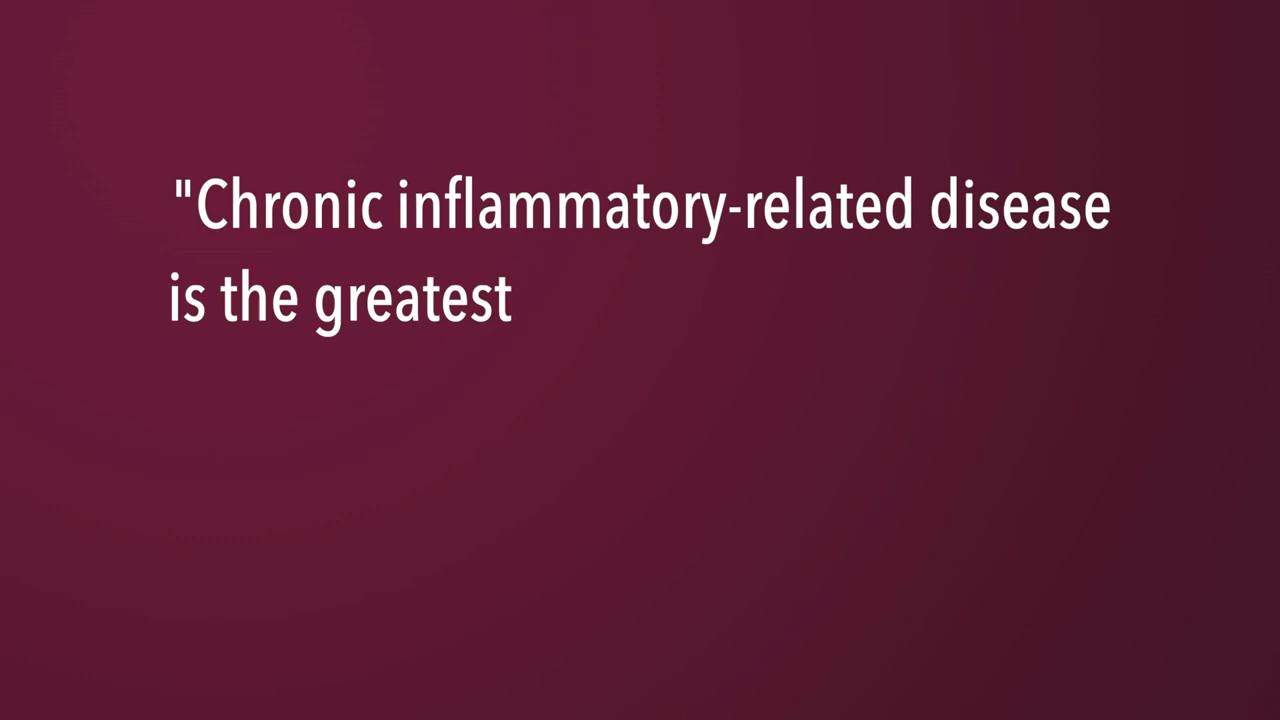 "Chronic inflammatory-related disease
is the greatest